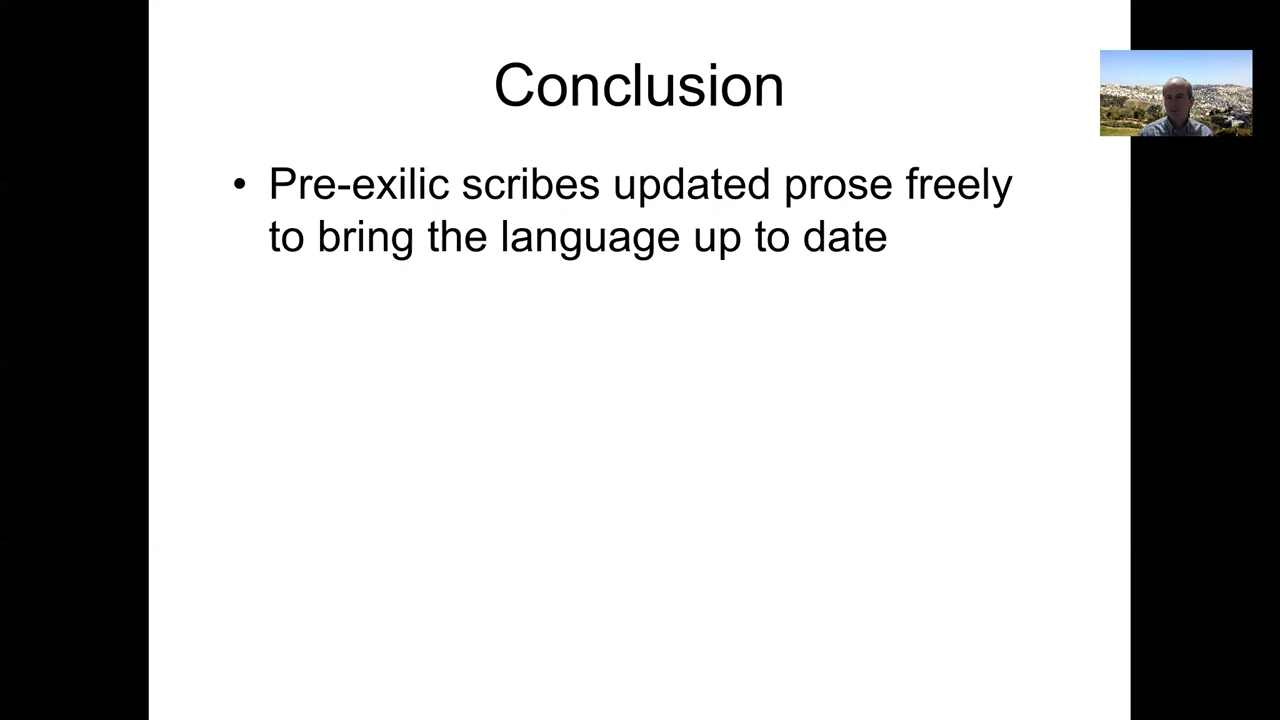 Conclusion
• Pre-exilic scribes updated prose freely
to bring the language up to date